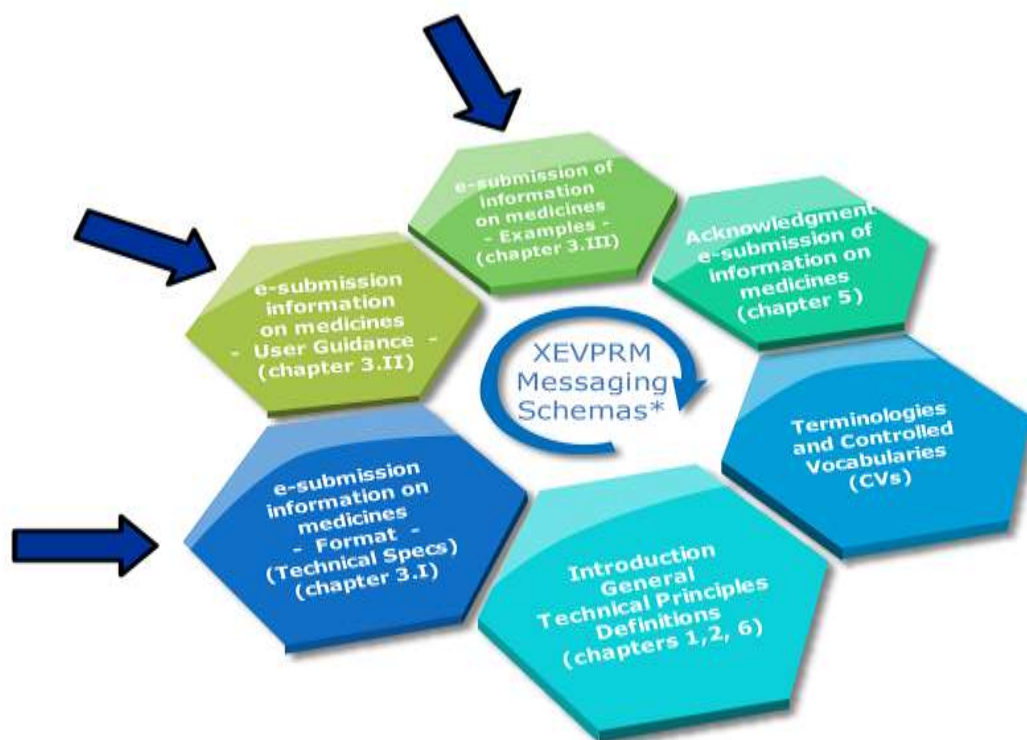 e-submission of
information
on medicines
- Examples -
(chapter 3.III)
Acknowledgment
e-submission of
information on
medicines
(chapter 5)
e-submission
information
on medicines
- User Guidance -
(chapter 3.II)
XEVPRM
Messaging
Schemas*
Terminologies
and Controlled
Vocabularies
(CVs)
e-submission
information on
medicines
- Format -
(Technical Specs)
(chapter 3.I)
Introduction
General
Technical Principles
Definitions
(chapters 1,2, 6)